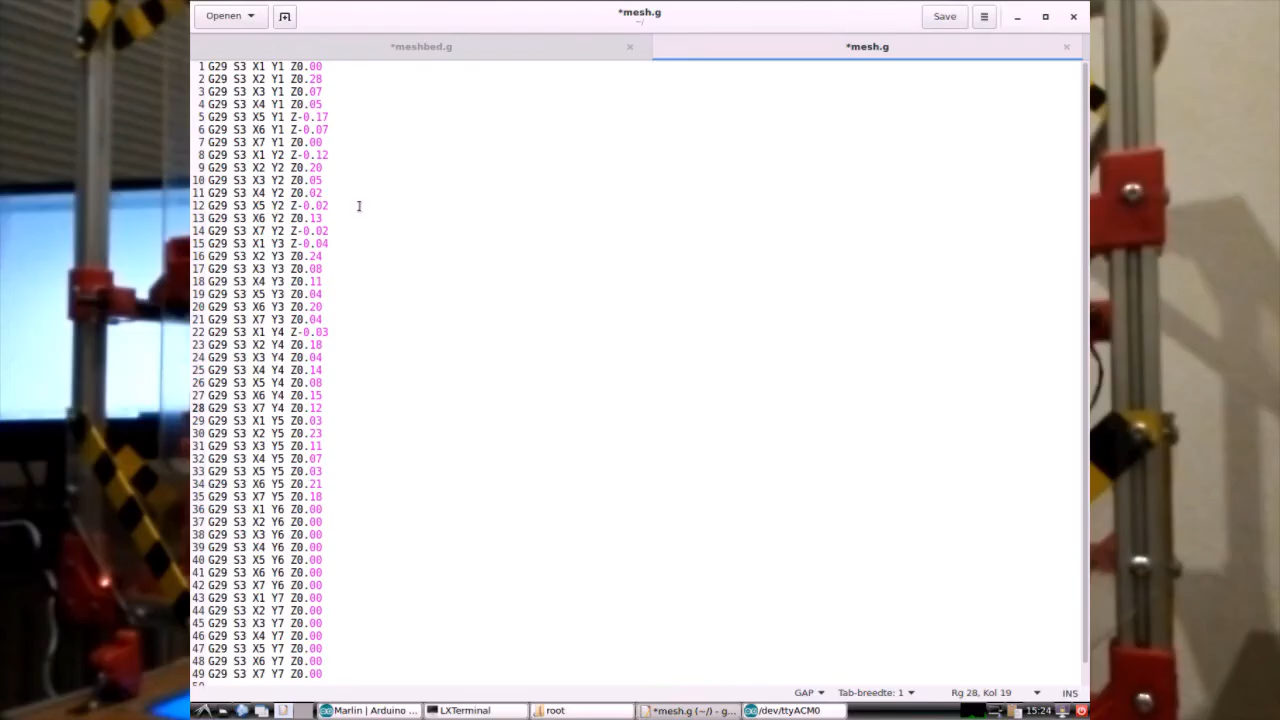 Openen
*mesh.g
~/
Save
*meshbed.g
*mesh.g
1 G29 S3 X1 Y1 Z0.00
2 G29 S3 X2 Y1 Z0.28
3 G29 S3 X3 Y1 Z0.07
4 G29 S3 X4 Y1 Z0.05
5 G29 S3 X5 Y1 Z-0.17
6 G29 S3 X6 Y1 Z-0.07
7 G29 S3 X7 Y1 Z0.00
8 G29 S3 X1 Y2 Z-0.12
9 G29 S3 X2 Y2 Z0.20
10 G29 S3 X3 Y2 Z0.05
11 G29 S3 X4 Y2 Z0.02
12 G29 S3 X5 Y2 Z-0.02
13 G29 S3 X6 Y2 Z0.13
14 G29 S3 X7 Y2 Z-0.02
15 G29 S3 X1 Y3 Z-0.04
16 G29 S3 X2 Y3 Z0.24
17 G29 S3 X3 Y3 Z0.08
18 G29 S3 X4 Y3 Z0.11
19 G29 S3 X5 Y3 Z0.04
20 G29 S3 X6 Y3 Z0.20
21 G29 S3 X7 Y3 Z0.04
22 G29 S3 X1 Y4 Z-0.03
23 G29 S3 X2 Y4 Z0.18
24 G29 S3 X3 Y4 Z0.04
25 G29 S3 X4 Y4 Z0.14
26 G29 S3 X5 Y4 Z0.08
27 G29 S3 X6 Y4 Z0.15
28 G29 S3 X7 Y4 Z0.12
29 G29 S3 X1 Y5 Z0.03
30 G29 S3 X2 Y5 Z0.23
31 G29 S3 X3 Y5 Z0.11
32 G29 S3 X4 Y5 Z0.07
33 G29 S3 X5 Y5 Z0.03
34 G29 S3 X6 Y5 Z0.21
35 G29 S3 X7 Y5 Z0.18
36 G29 S3 X1 Y6 Z0.00
37 G29 S3 X2 Y6 Z0.00
38 G29 S3 X3 Y6 Z0.00
39 G29 S3 X4 Y6 Z0.00
40 G29 S3 X5 Y6 Z0.00
41 G29 S3 X6 Y6 Z0.00
42 G29 S3 X7 Y6 Z0.00
43 G29 S3 X1 Y7 Z0.00
44 G29 S3 X2 Y7 Z0.00
45 G29 S3 X3 Y7 Z0.00
46 G29 S3 X4 Y7 Z0.00
47 G29 S3 X5 Y7 Z0.00
48 G29 S3 X6 Y7 Z0.00
49 G29 S3 X7 Y7 Z0.00
GAP Tab-breedte: 1 Rg 28, Kol 19 INS
Marlin | Arduino ... LXTerminal root *mesh.g (~/) - g... /dev/ttyACM0 15:24